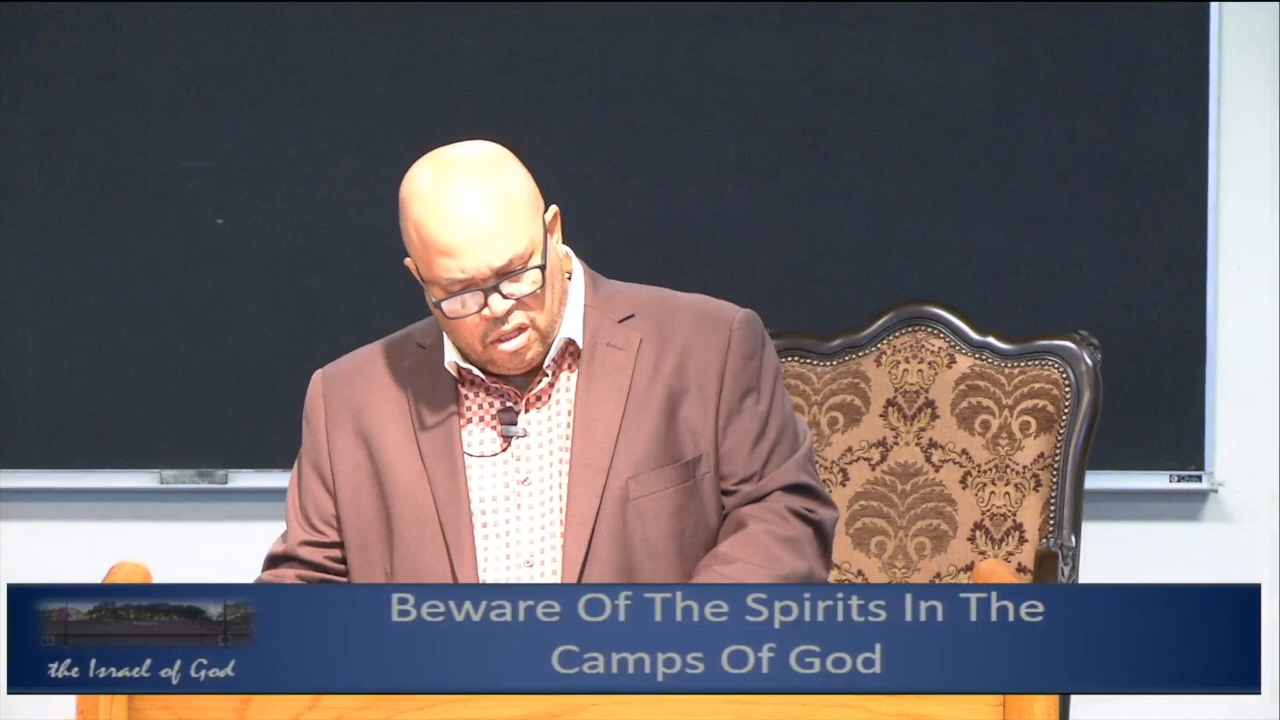 Beware Of The Spirits In The
Camps Of God
the Israel of God